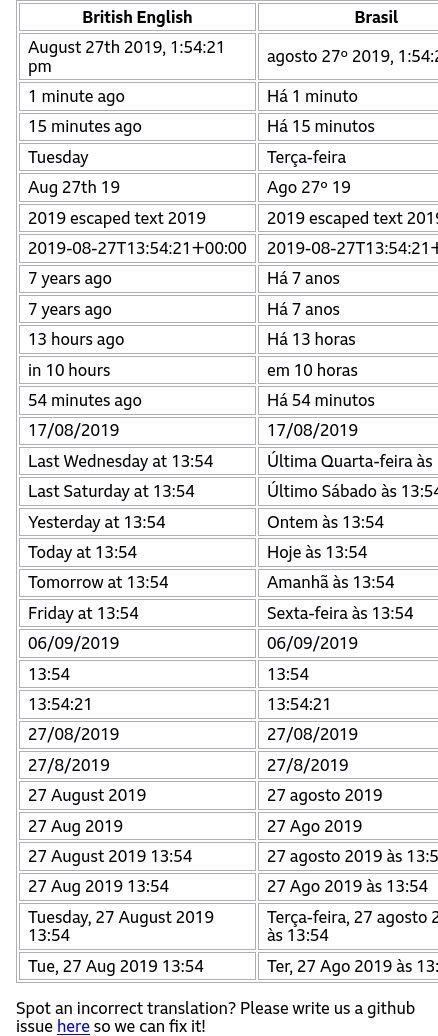 British English Brasil
August 27th 2019, 1:54:21 agosto 27º 2019,
pm
1 minute ago Há 1 minuto
15 minutes ago Há 15 minutos
Tuesday Terça-feira
Aug 27th 19 Ago 27º 19
2019 escaped text 2019 2019 escaped text
2019-08-27T13:54:21+00:00 2019-08-27T13:54:21+
7 years ago Há 7 anos
7 years ago Há 7 anos
13 hours ago Há 13 horas
in 10 hours em 10 horas
54 minutes ago Há 54 minutos
17/08/2019 17/08/2019
Last Wednesday at 13:54 Última Quarta-feira às
Last Saturday at 13:54 Último Sábado às
Yesterday at 13:54 Ontem às 13:54
Today at 13:54 Hoje às 13:54
Tomorrow at 13:54 Amanhã às 13:54
Friday at 13:54 Sexta-feira às 13:54
06/09/2019 06/09/2019
13:54 13:54
13:54:21 13:54:21
27/08/2019 27/08/2019
27/8/2019 27/8/2019
27 August 2019 27 agosto 2019
27 Aug 2019 27 Ago 2019
27 August 2019 13:54 27 agosto 2019 às
27 Aug 2019 13:54 27 Ago 2019 às 13:54
Tuesday, 27 August 2019 Terça-feira, 27 agosto
13:54 às 13:54
Tue, 27 Aug 2019 13:54 Ter, 27 Ago 2019 às
Spot an incorrect translation? Please write us a github
issue here so we can fix it!